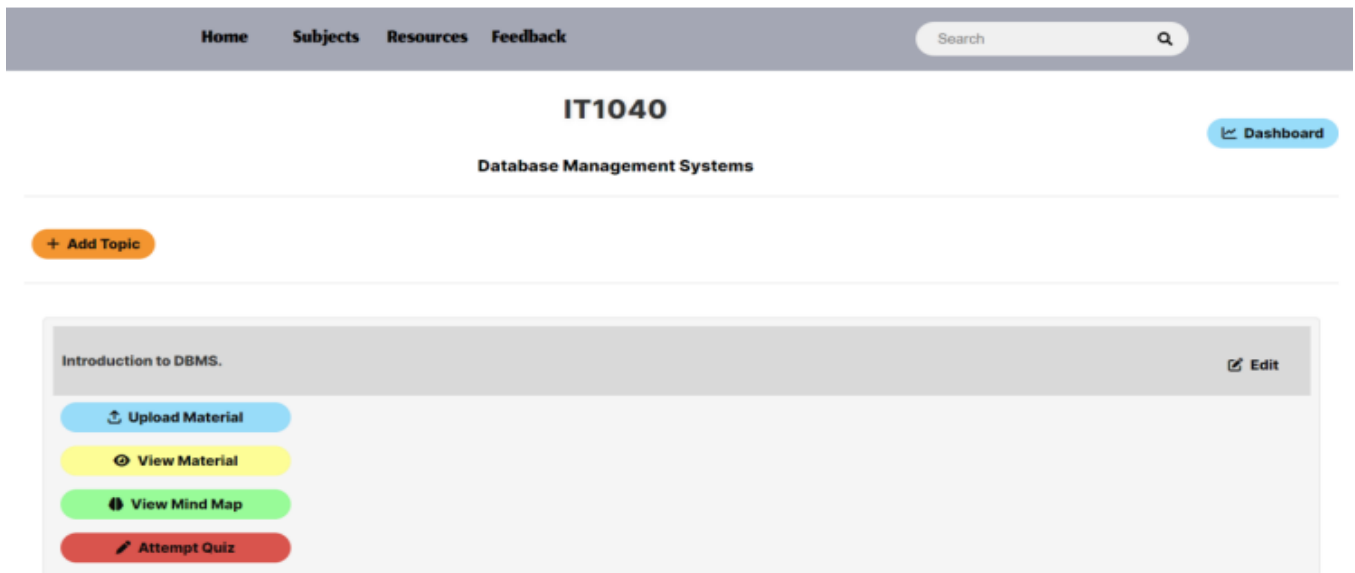 Home Subjects Resources Feedback Search
IT1040
Dashboard
Database Management Systems
+ Add Topic
Introduction to DBMS.
Edit
Upload Material
View Material
View Mind Map
Attempt Quiz